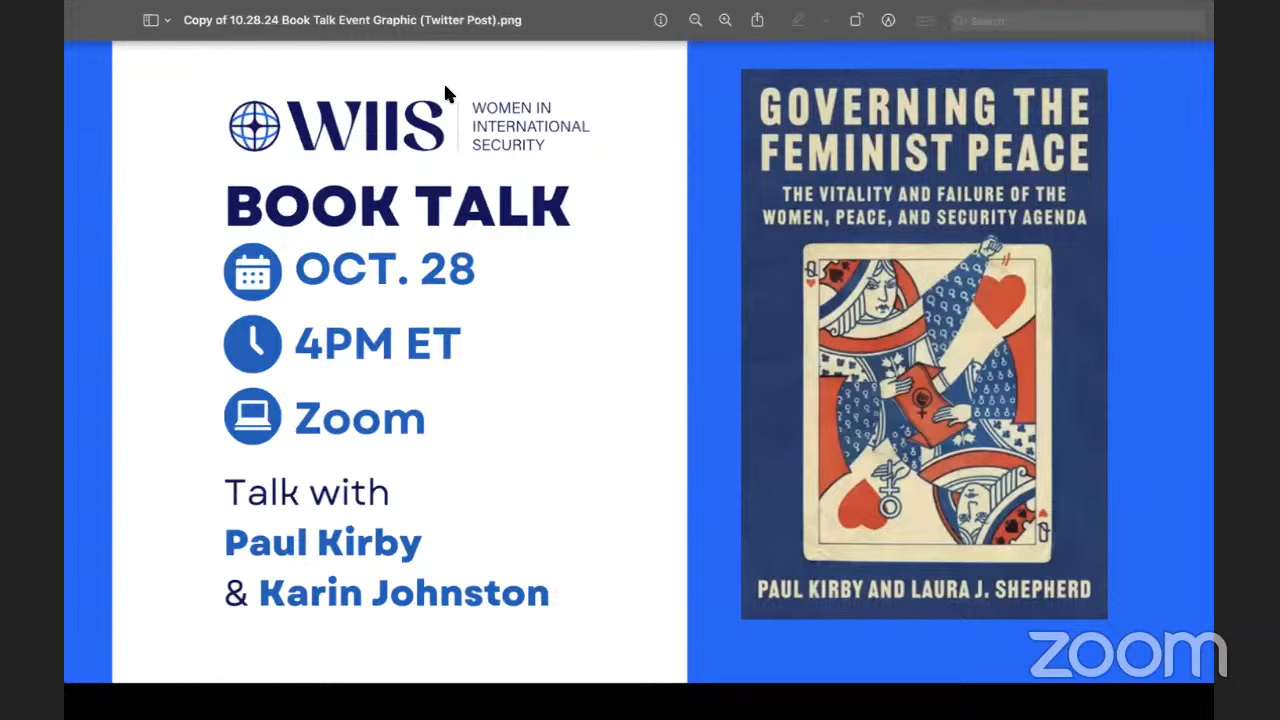 Copy of 10.28.24 Book Talk Event Graphic (Twitter Post).png
Search
WIIS
WOMEN IN
INTERNATIONAL
SECURITY
BOOK TALK
OCT. 28
4PM ET
Zoom
Talk with
Paul Kirby
& Karin Johnston
GOVERNING THE
FEMINIST PEACE
THE VITALITY AND FAILURE OF THE
WOMEN, PEACE, AND SECURITY AGENDA
Q
Q
PAUL KIRBY AND LAURA J. SHEPHERD
zoom